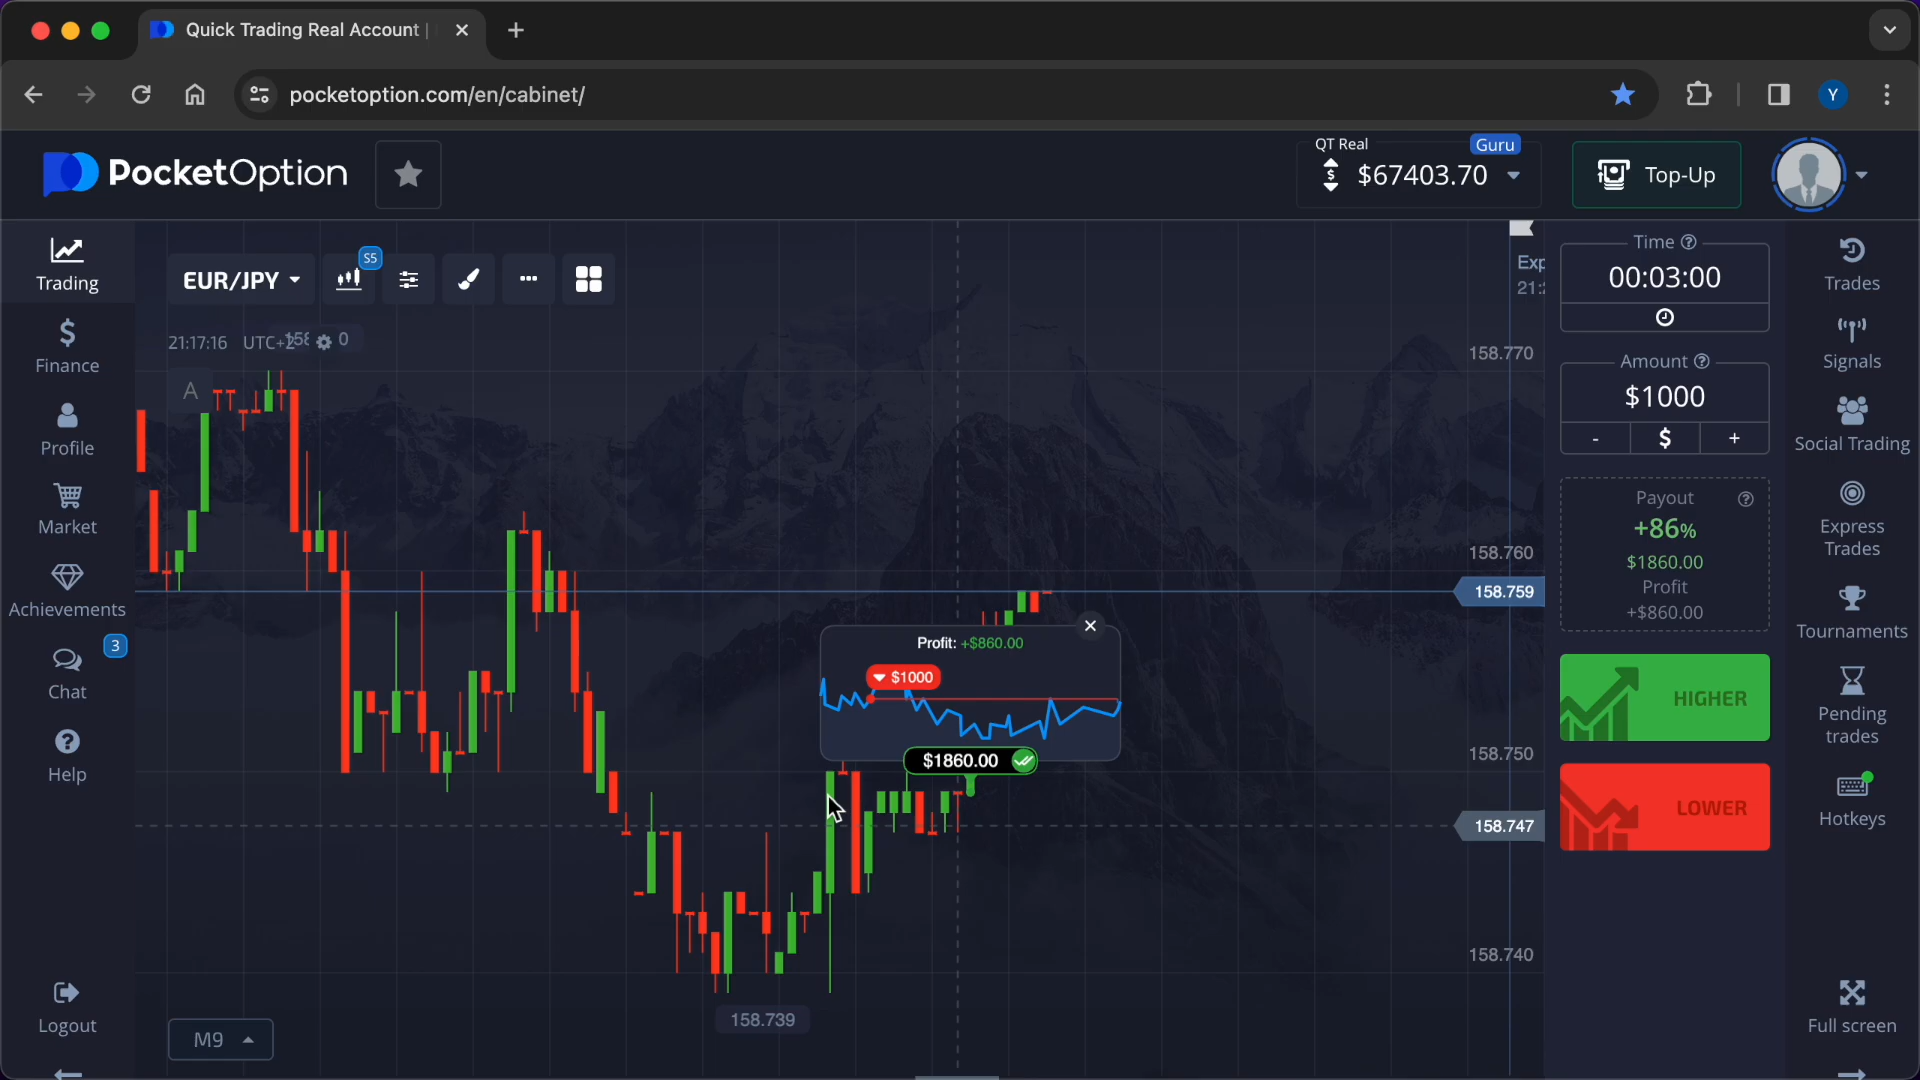 Quick Trading Real Account |
pocketoption.com/en/cabinet/
Y
PocketOption
QT Real
Guru
$67403.70
Top-Up
Trading
Finance
Profile
Market
Achievements
3
Chat
Help
Logout
EUR/JPY
S5
21:17:16 UTC+2
0
A
Exp
158.770
158.760
158.759
158.750
158.747
158.740
158.739
Profit: +$860.00
$1000
$1860.00
M9
Time
00:03:00
Amount
$1000
- $ +
Payout
+86%
$1860.00
Profit
+$860.00
HIGHER
LOWER
Trades
Signals
Social Trading
Express
Trades
Tournaments
Pending
trades
Hotkeys
Full screen